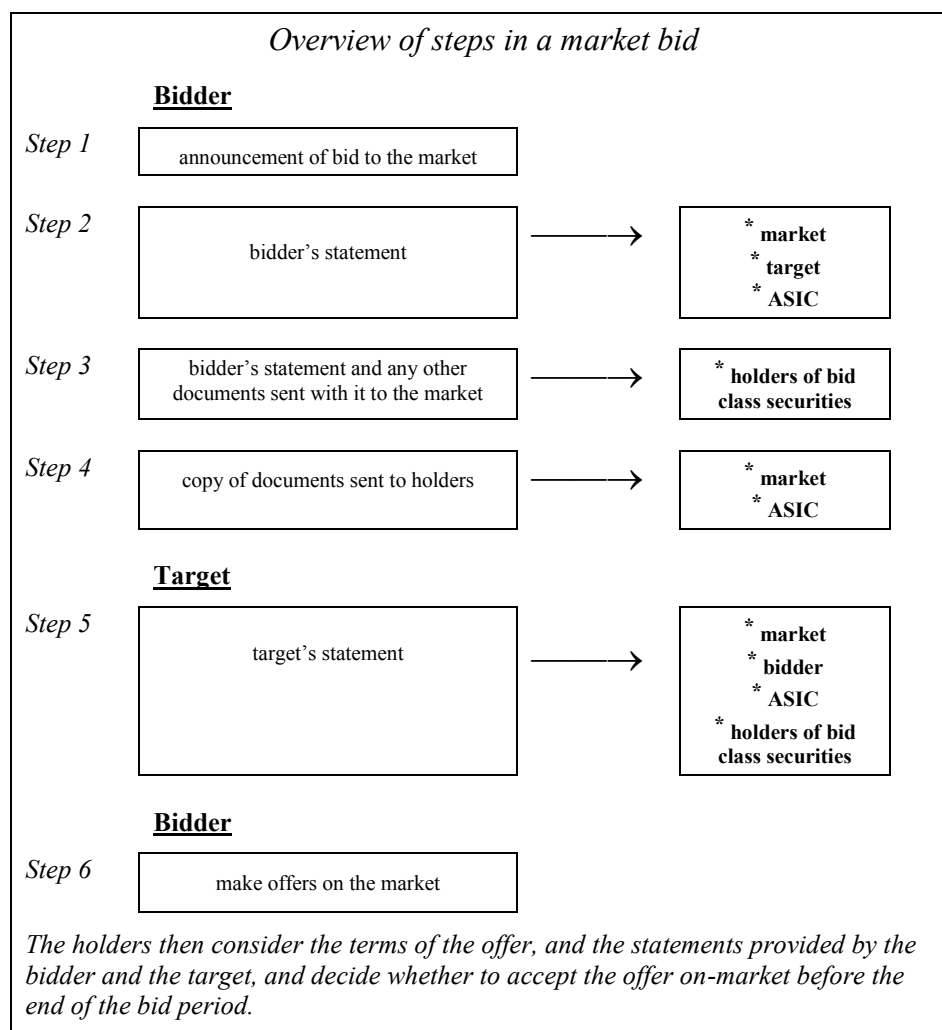 Overview of steps in a market bid
Bidder
Step 1
announcement of bid to the market
Step 2
bidder’s statement
* market
* target
* ASIC
Step 3
bidder’s statement and any other
documents sent with it to the market
* holders of bid
class securities
Step 4
copy of documents sent to holders
* market
* ASIC
Target
Step 5
target’s statement
* market
* bidder
* ASIC
* holders of bid
class securities
Bidder
Step 6
make offers on the market
The holders then consider the terms of the offer, and the statements provided by the
bidder and the target, and decide whether to accept the offer on-market before the
end of the bid period.